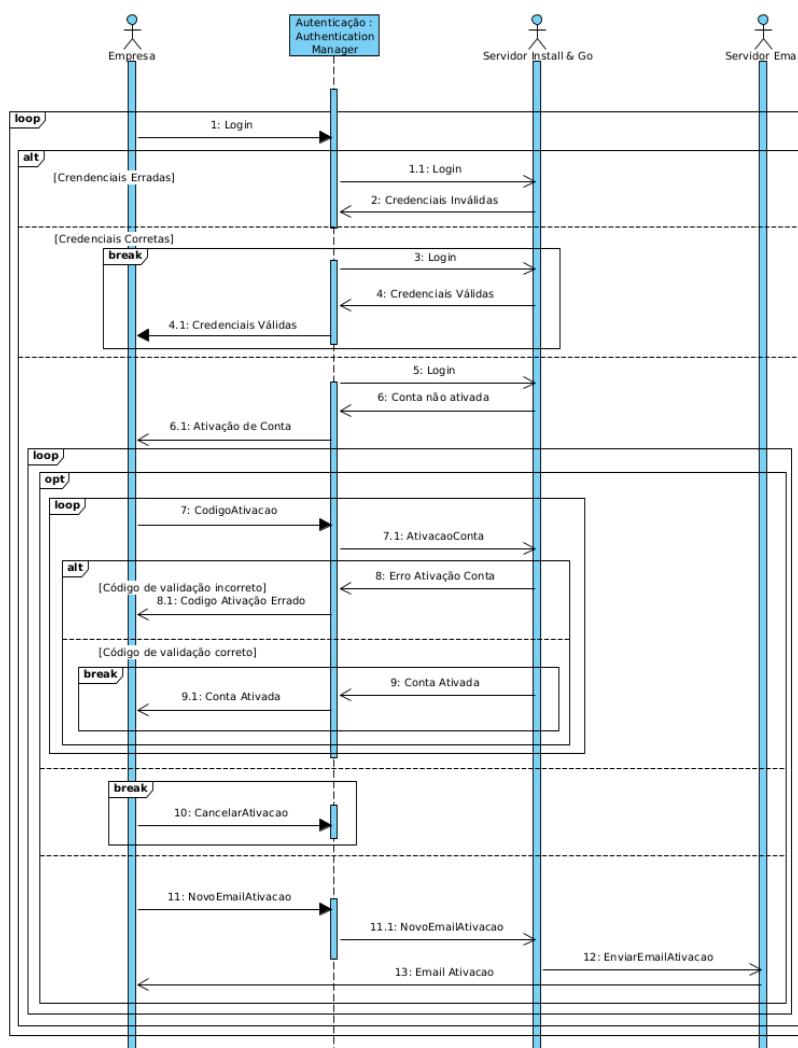 Autenticação :
Authentication
Manager
Empresa
Servidor Install & Go
Servidor Ema
loop
1: Login
alt
[Crendenciais Erradas]
1.1: Login
2: Credenciais Inválidas
[Credenciais Corretas]
break
3: Login
4: Credenciais Válidas
4.1: Credenciais Válidas
5: Login
6: Conta não ativada
6.1: Ativação de Conta
loop
opt
loop
7: CodigoAtivacao
7.1: AtivacaoConta
alt
8: Erro Ativação Conta
[Código de validação incorreto]
8.1: Codigo Ativação Errado
[Código de validação correto]
break
9: Conta Ativada
9.1: Conta Ativada
break
10: CancelarAtivacao
11: NovoEmailAtivacao
11.1: NovoEmailAtivacao
12: EnviarEmailAtivacao
13: Email Ativacao